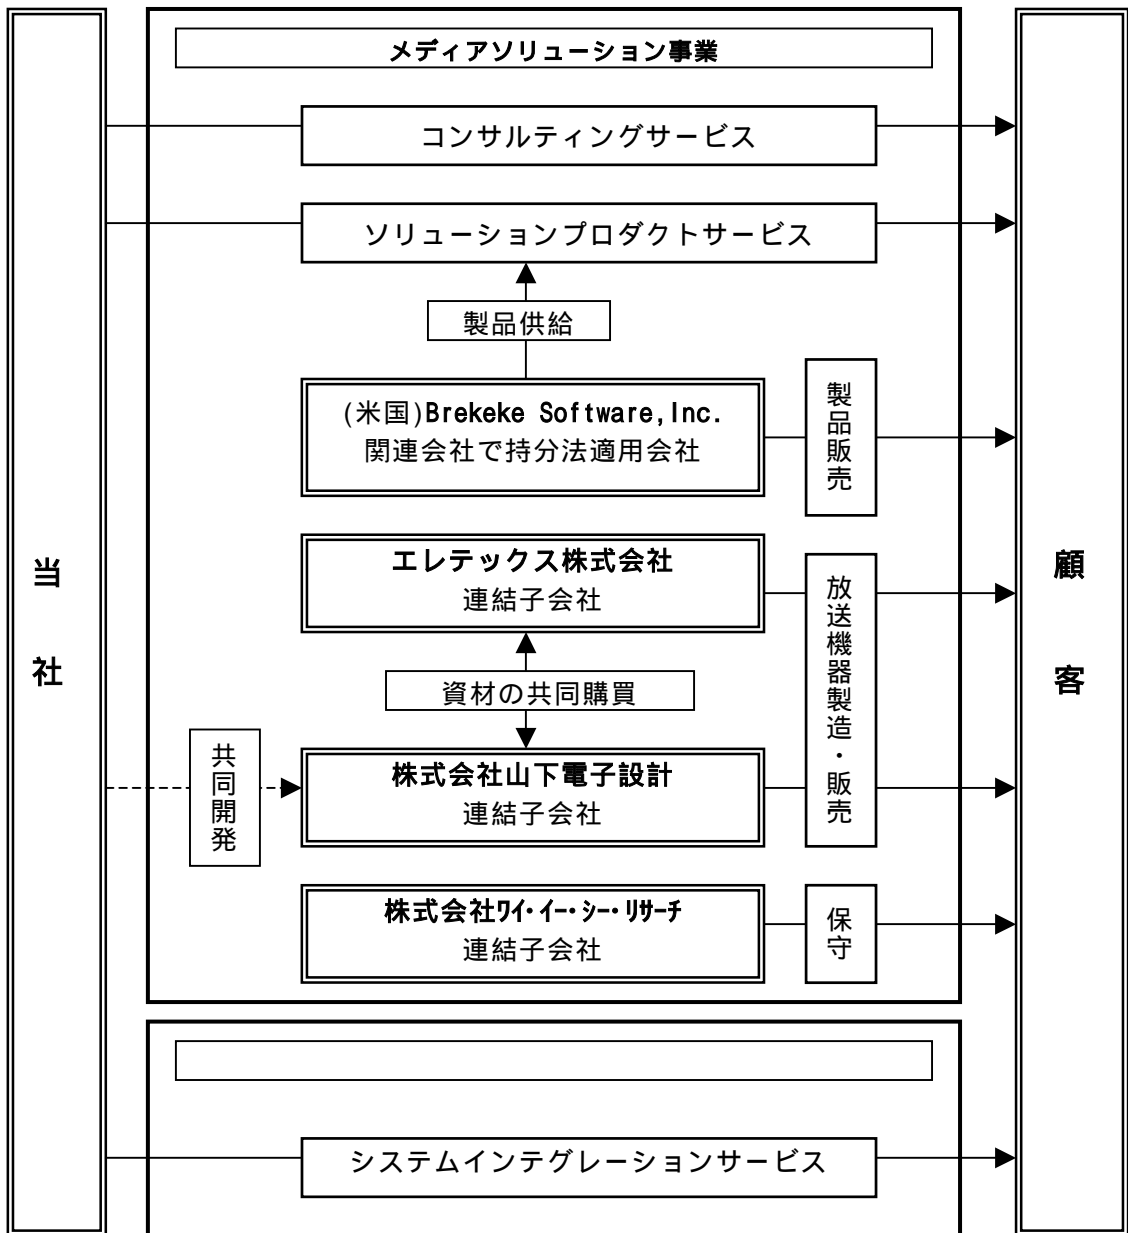 メディアソリューション事業
コンサルティングサービス
ソリューションプロダクトサービス
製品供給
(米国)Brekeke Software,Inc.
関連会社で持分法適用会社
製品販売
エレテックス株式会社
連結子会社
資材の共同購買
放送機器製造・販売
当社
顧客
共同開発
株式会社山下電子設計
連結子会社
株式会社ﾜｲ･ｲｰ･ｼｰ･ﾘｻｰﾁ
連結子会社
保守
システムインテグレーションサービス